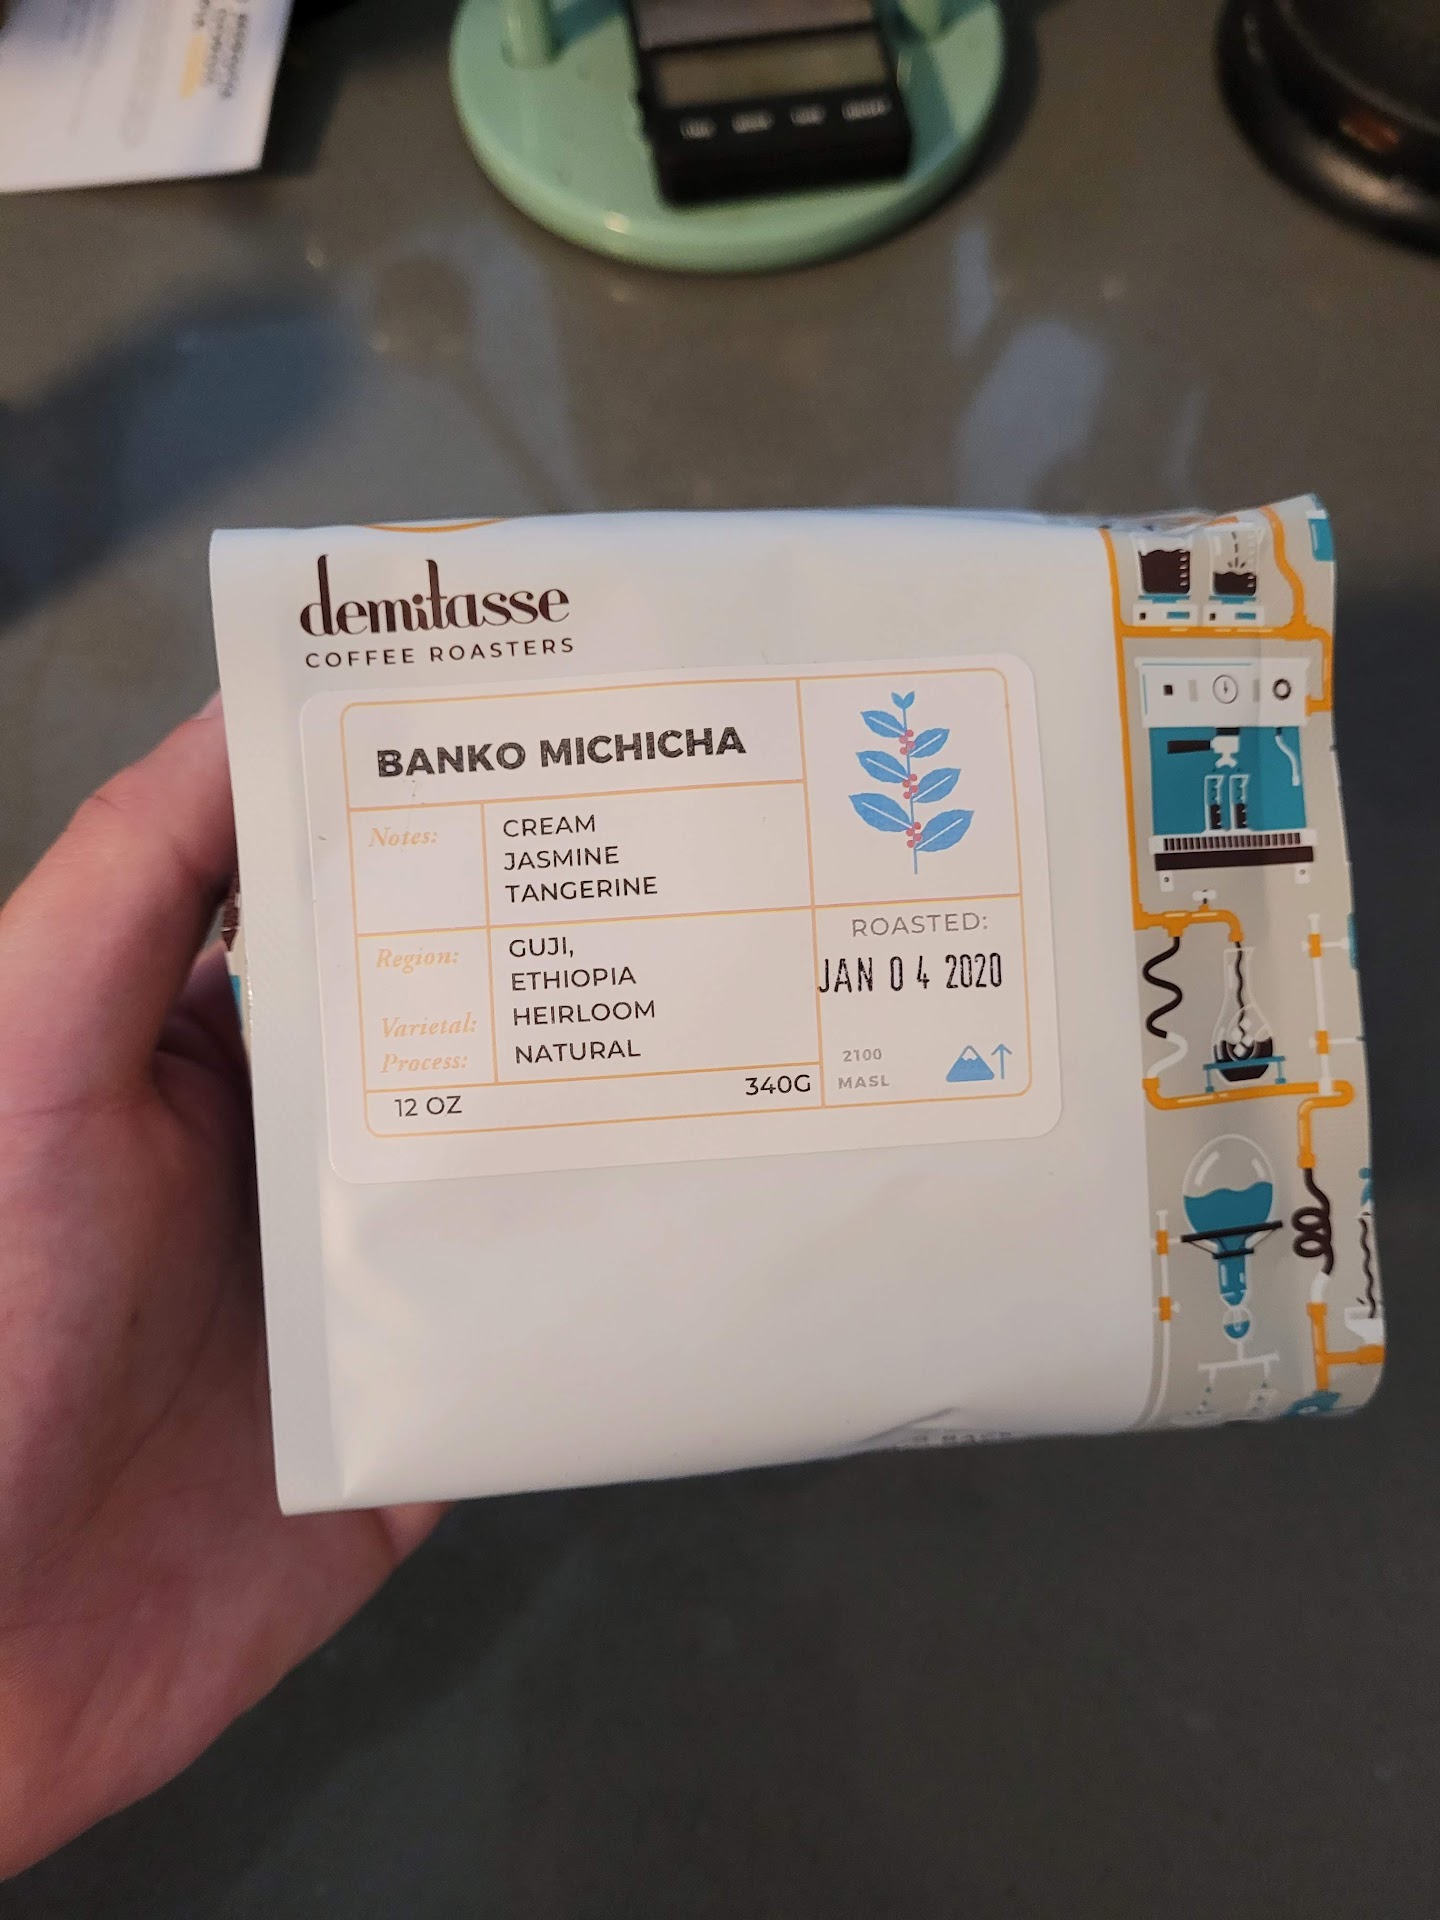 demitasse
COFFEE ROASTERS
BANKO MICHICHA
Notes:
CREAM
JASMINE
TANGERINE
Region:
GUJI,
ETHIOPIA
Varietal:
HEIRLOOM
Process:
NATURAL
12 OZ
340G
ROASTED:
JAN 04 2020
2100
MASL